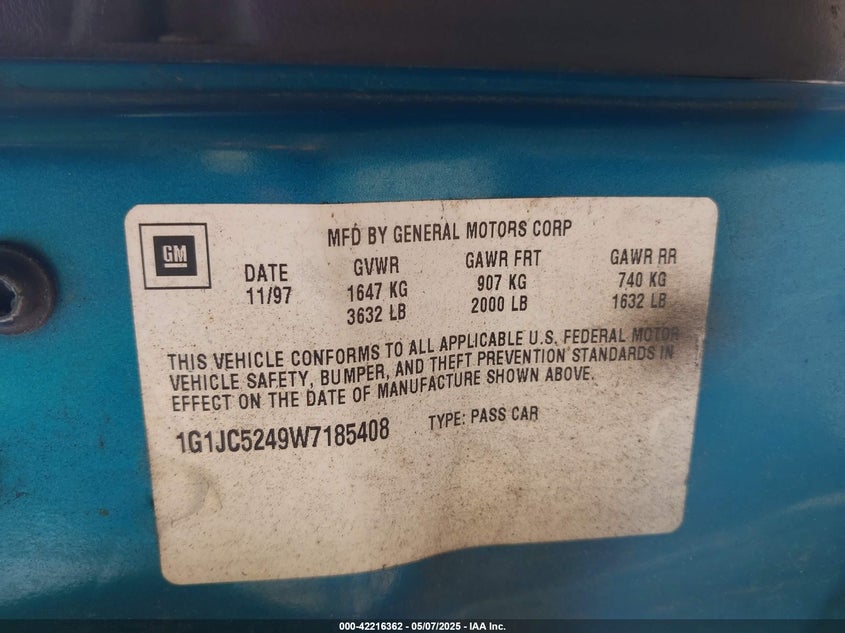 GM
MFD BY GENERAL MOTORS CORP
DATE GVWR GAWR FRT GAWR RR
11/97 1647 KG 907 KG 740 KG
3632 LB 2000 LB 1632 LB
THIS VEHICLE CONFORMS TO ALL APPLICABLE U.S. FEDERAL MOTOR
VEHICLE SAFETY, BUMPER, AND THEFT PREVENTION STANDARDS IN
EFFECT ON THE DATE OF MANUFACTURE SHOWN ABOVE.
1G1JC5249W7185408 TYPE: PASS CAR
000-42216362 — 05/07/2025 — IAA Inc.